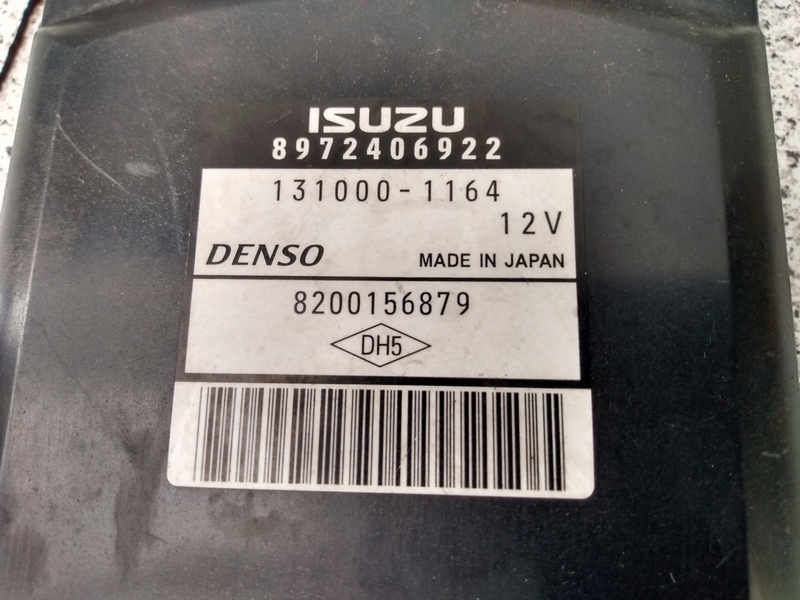 ISUZU
8972406922
131000-1164
12V
DENSO MADE IN JAPAN
8200156879
DH5